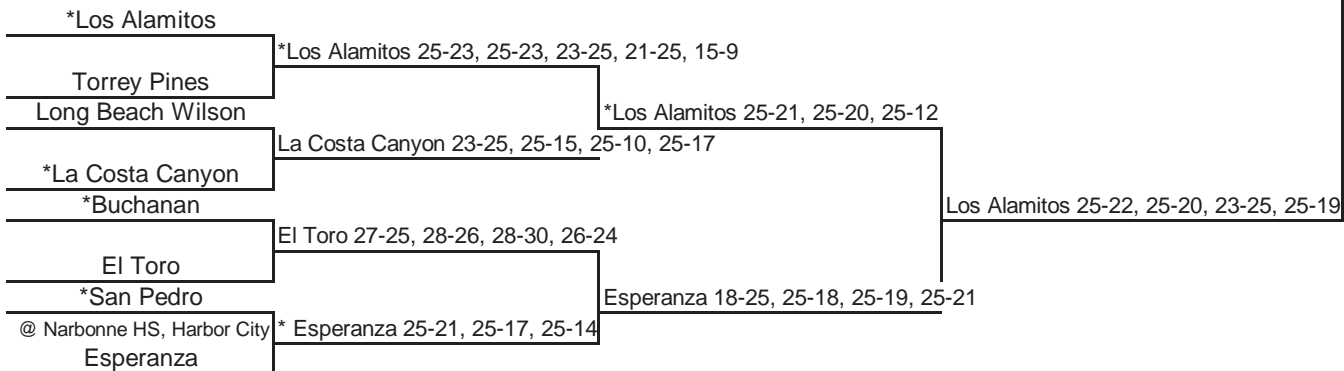 *Los Alamitos
*Los Alamitos 25-23, 25-23, 23-25, 21-25, 15-9
Torrey Pines
Long Beach Wilson
*Los Alamitos 25-21, 25-20, 25-12
La Costa Canyon 23-25, 25-15, 25-10, 25-17
*La Costa Canyon
*Buchanan
Los Alamitos 25-22, 25-20, 23-25, 25-19
El Toro 27-25, 28-26, 28-30, 26-24
El Toro
*San Pedro
Esperanza 18-25, 25-18, 25-19, 25-21
@ Narbonne HS, Harbor City
* Esperanza 25-21, 25-17, 25-14
Esperanza